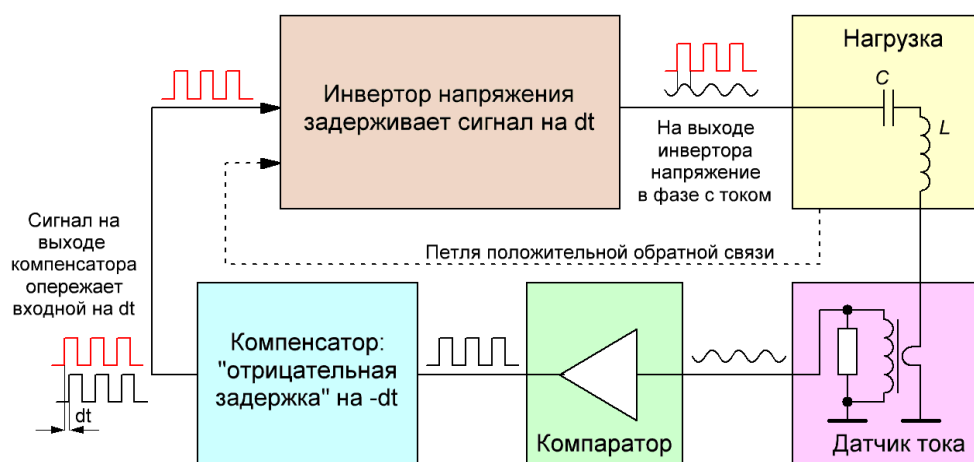 Инвертор напряжения
задерживает сигнал на dt
На выходе
инвертора
напряжение
в фазе с током
Нагрузка
C
L
Петля положительной обратной связи
Сигнал на
выходе
компенсатора
опережает
входной на dt
dt
Компенсатор:
"отрицательная
задержка" на -dt
Компаратор
Датчик тока